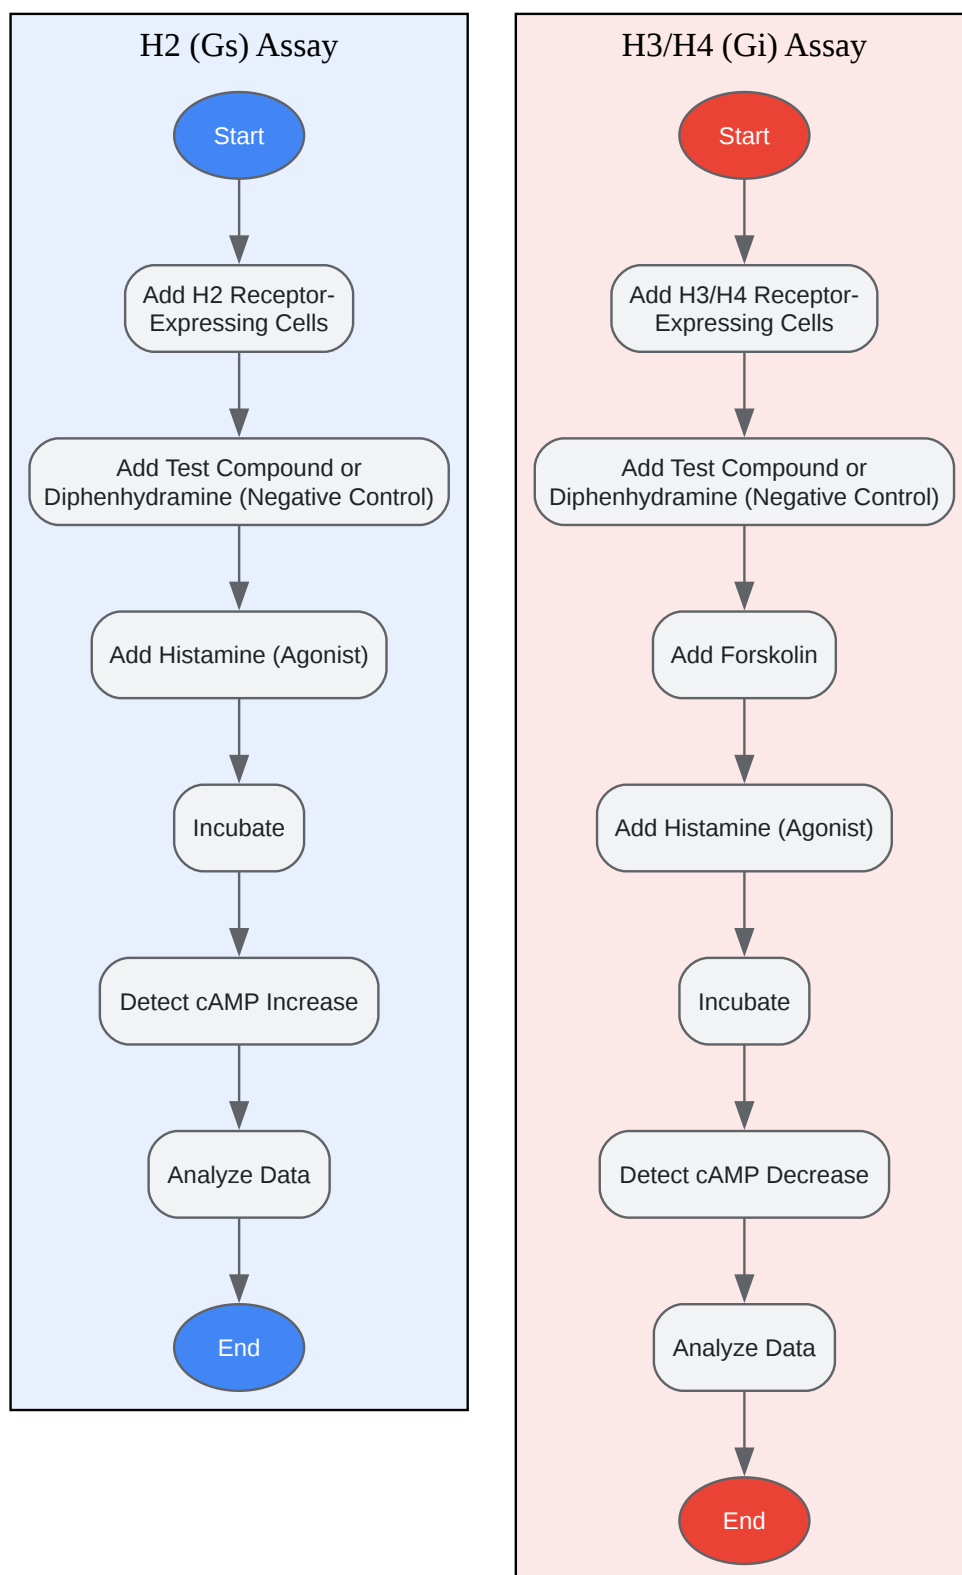 H2 (Gs) Assay
Start
Add H2 Receptor-
Expressing Cells
Add Test Compound or
Diphenhydramine (Negative Control)
Add Histamine (Agonist)
Incubate
Detect cAMP Increase
Analyze Data
End
H3/H4 (Gi) Assay
Start
Add H3/H4 Receptor-
Expressing Cells
Add Test Compound or
Diphenhydramine (Negative Control)
Add Forskolin
Add Histamine (Agonist)
Incubate
Detect cAMP Decrease
Analyze Data
End